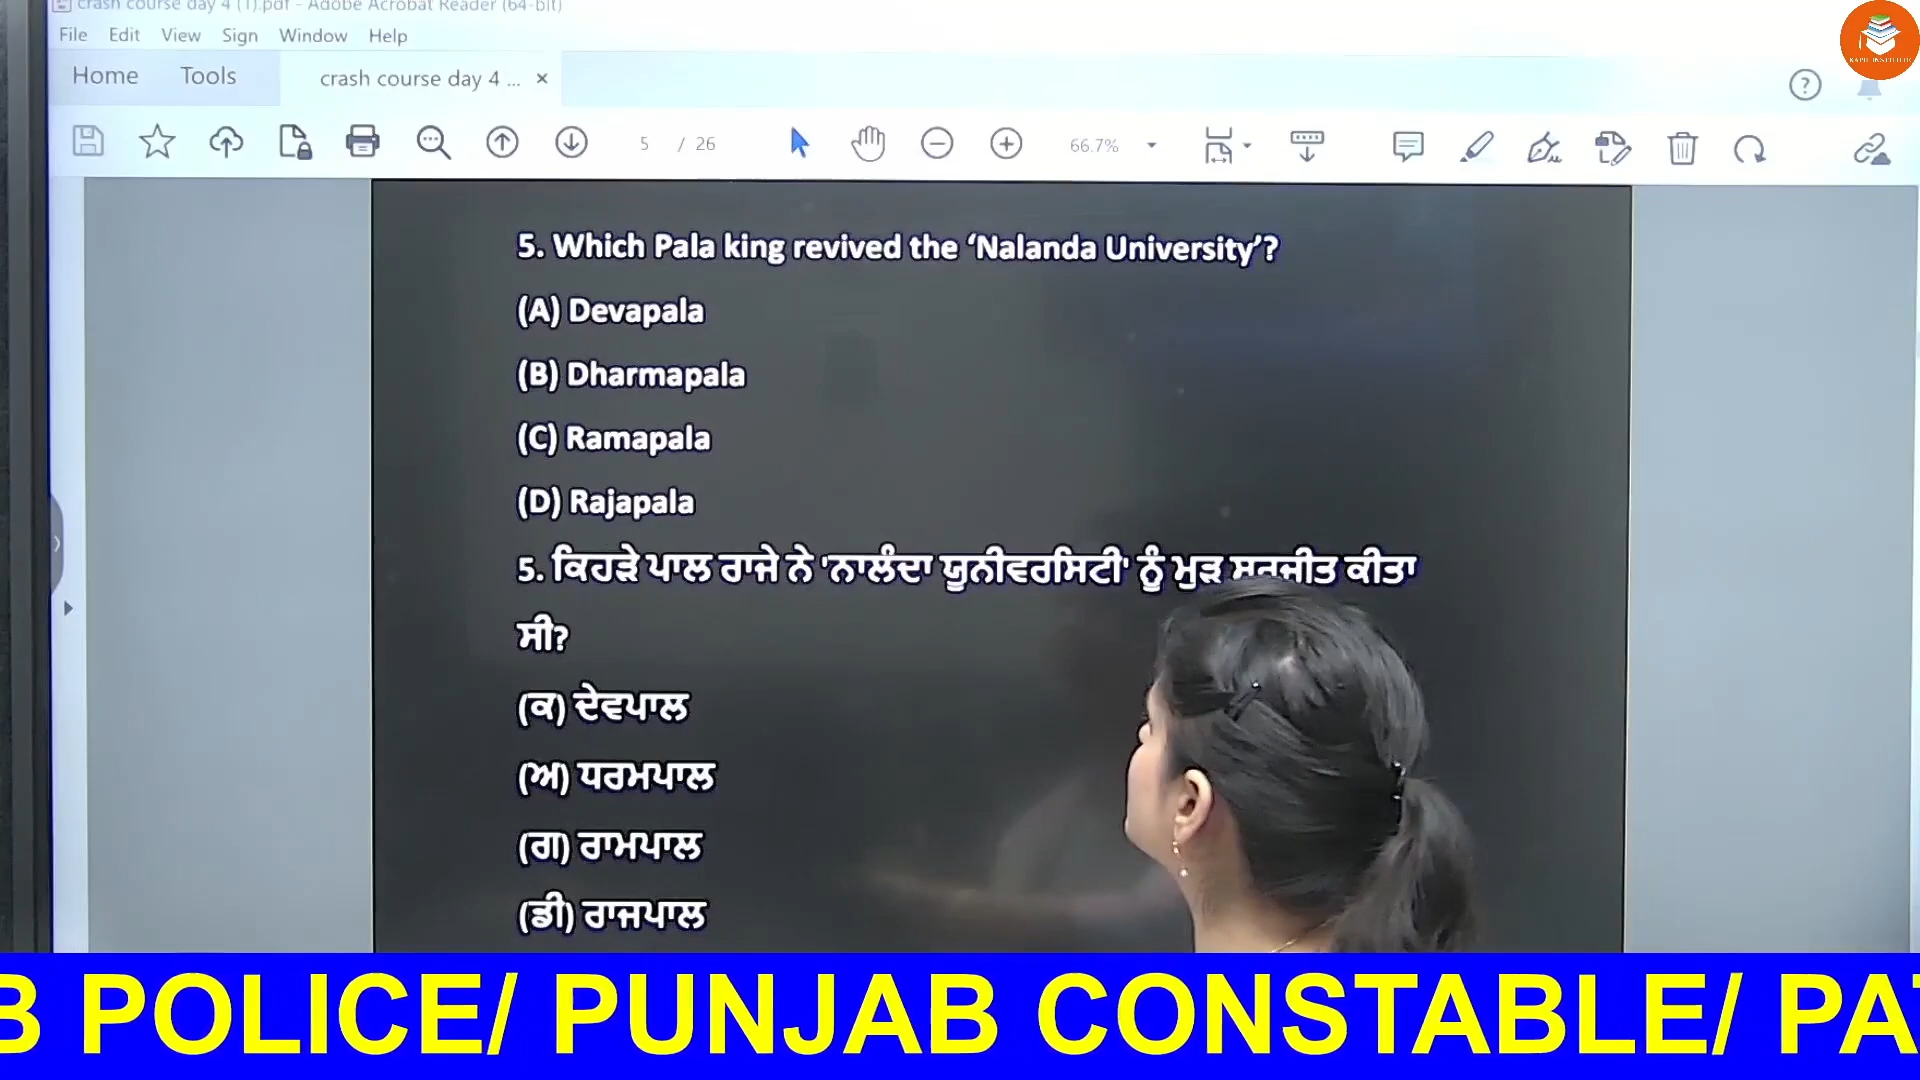 crash course day 4 (1).pdf - Adobe Acrobat Reader (64-bit)
File Edit View Sign Window Help
Home Tools crash course day 4 ...
5 / 26 66.7%
5. Which Pala king revived the ‘Nalanda University’?
(A) Devapala
(B) Dharmapala
(C) Ramapala
(D) Rajapala
5. ਕਿਹੜੇ ਪਾਲ ਰਾਜੇ ਨੇ 'ਨਾਲੰਦਾ ਯੂਨੀਵਰਸਿਟੀ' ਨੂੰ ਮੁੜ ਸੁਰਜੀਤ ਕੀਤਾ
ਸੀ?
(ਕ) ਦੇਵਪਾਲ
(ਅ) ਧਰਮਪਾਲ
(ਗ) ਰਾਮਪਾਲ
(ਡੀ) ਰਾਜਪਾਲ
B POLICE/ PUNJAB CONSTABLE/ PAT